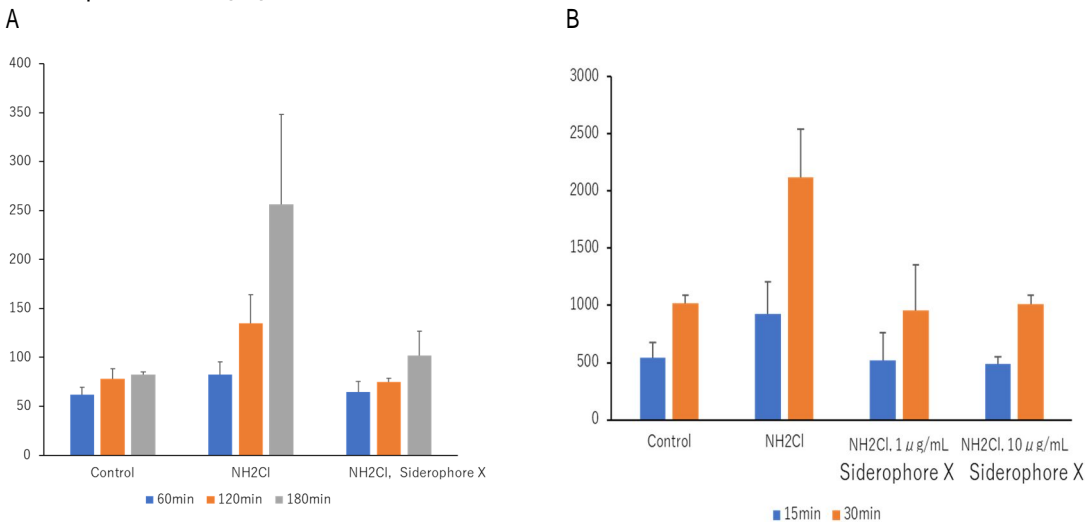 A
400
350
300
250
200
150
100
50
0
Control NH2Cl NH2Cl, Siderophore X
60min 120min 180min
B
3000
2500
2000
1500
1000
500
0
Control NH2Cl NH2Cl, 1 μg/mL NH2Cl, 10 μg/mL
Siderophore X Siderophore X
15min 30min